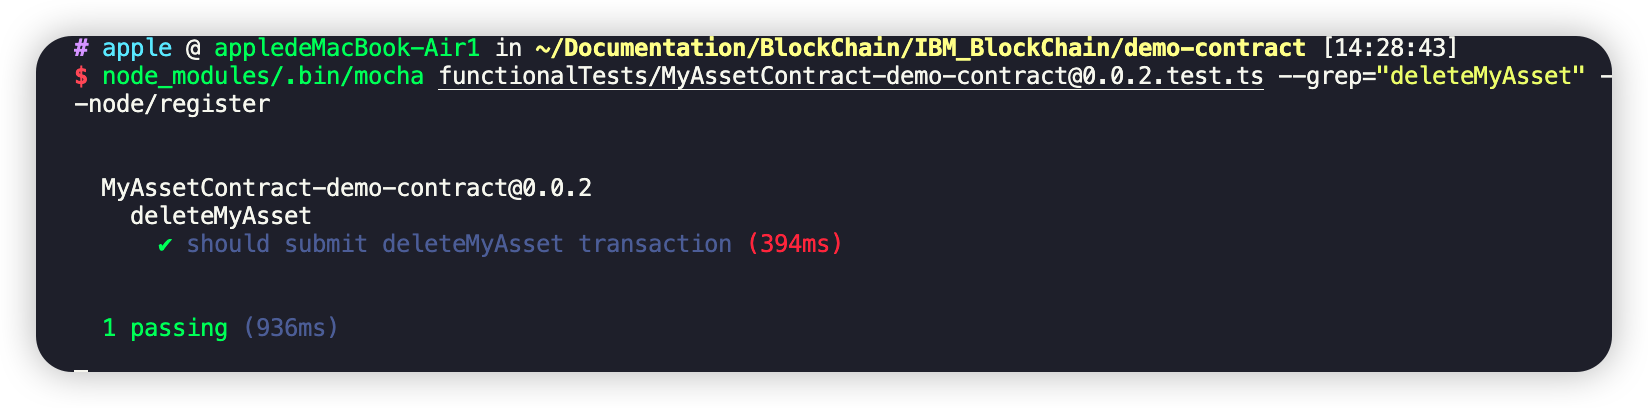 # apple @ appledeMacBook-Air1 in ~/Documentation/BlockChain/IBM_BlockChain/demo-contract [14:28:43]
$ node_modules/.bin/mocha functionalTests/MyAssetContract-demo-contract@0.0.2.test.ts --grep="deleteMyAsset" -
-node/register
MyAssetContract-demo-contract@0.0.2
deleteMyAsset
✔ should submit deleteMyAsset transaction (394ms)
1 passing (936ms)